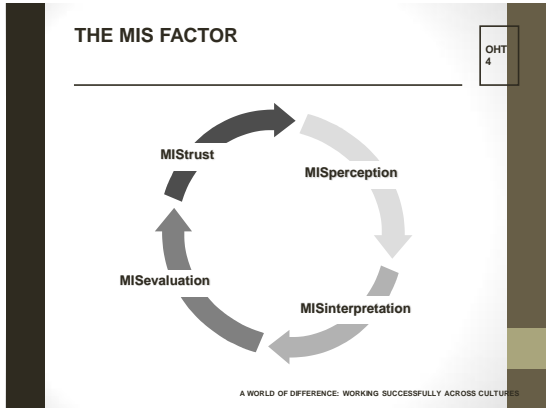 THE MIS FACTOR
OHT
4
MIStrust
MISperception
MISevaluation
MISinterpretation
A WORLD OF DIFFERENCE: WORKING SUCCESSFULLY ACROSS CULTURES